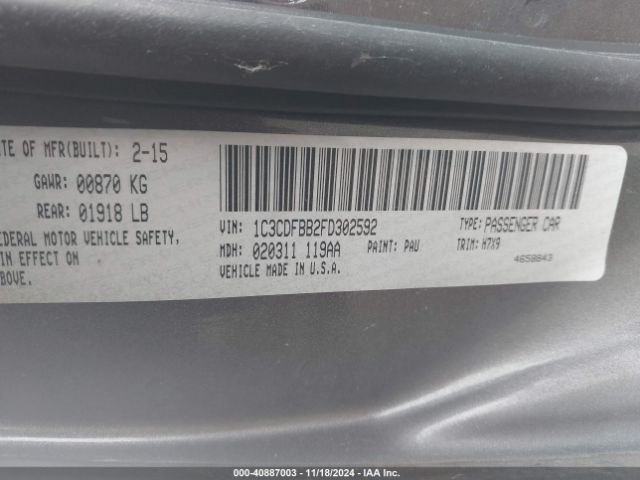 ATE OF MFR(BUILT): 2-15
GAWR: 00870 KG
REAR: 01918 LB
EDERAL MOTOR VEHICLE SAFETY,
IN EFFECT ON
ABOVE.
VIN: 1C3CDFBB2FD302592
TYPE: PASSENGER CAR
MDH: 020311 119AA PAINT: PAU TRIM: H7X9
VEHICLE MADE IN U.S.A.
4658843
000-40887003 — 11/18/2024 — IAA Inc.